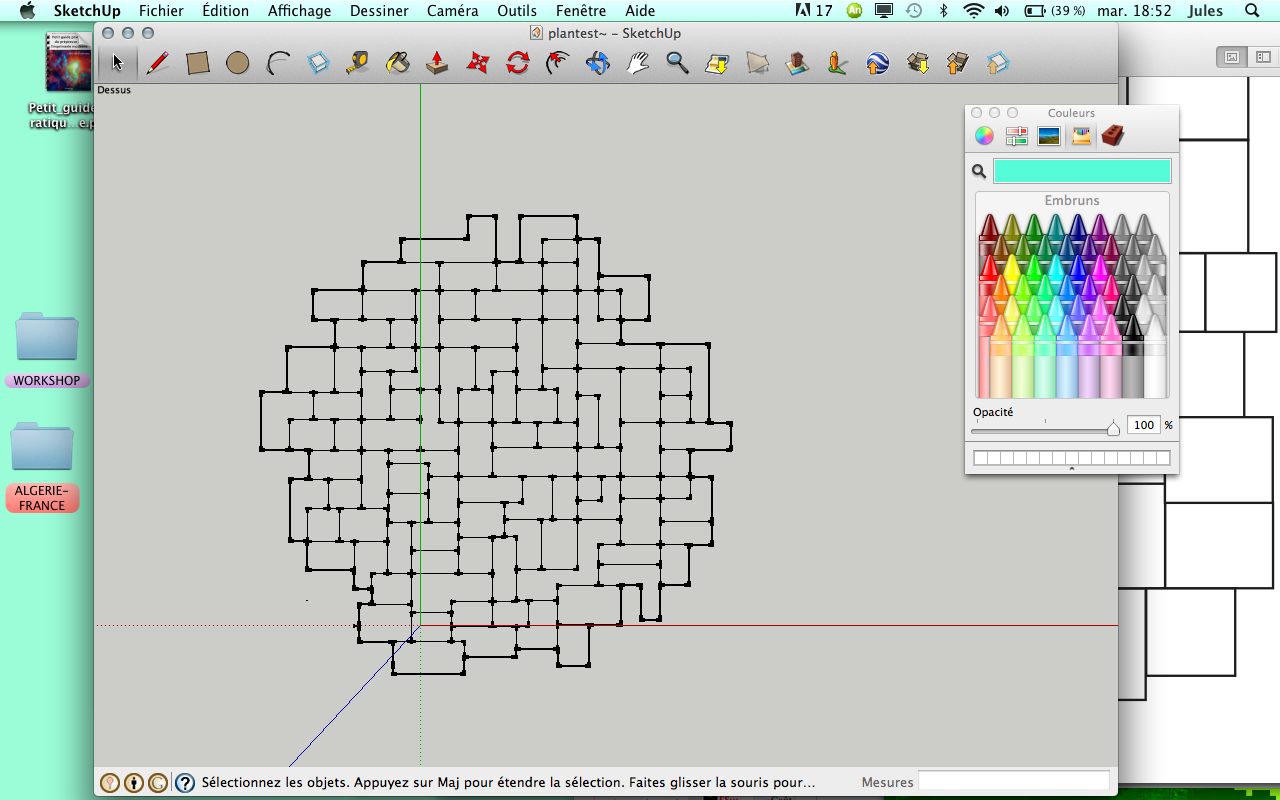 SketchUp Fichier Édition Affichage Dessiner Caméra Outils Fenêtre Aide 17 An (39 %) mar. 18:52 Jules
plantest~ – SketchUp
Dessus
Petit_guide
ratiqu...e.p
WORKSHOP
ALGERIE-
FRANCE
Couleurs
Embruns
Opacité
100 %
Sélectionnez les objets. Appuyez sur Maj pour étendre la sélection. Faites glisser la souris pour...
Mesures